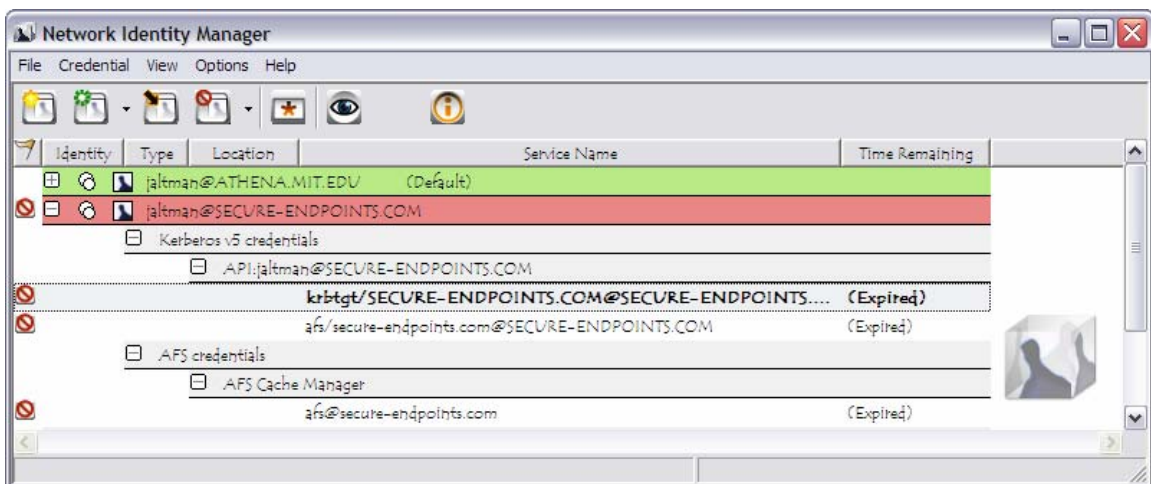 Network Identity Manager
File Credential View Options Help
Identity Type Location Service Name Time Remaining
jaltman@ATHENA.MIT.EDU (Default)
jaltman@SECURE-ENDPOINTS.COM
Kerberos v5 credentials
API:jaltman@SECURE-ENDPOINTS.COM
krbtgt/SECURE-ENDPOINTS.COM@SECURE-ENDPOINTS.... (Expired)
afs/secure-endpoints.com@SECURE-ENDPOINTS.COM (Expired)
AFS credentials
AFS Cache Manager
afs@secure-endpoints.com (Expired)